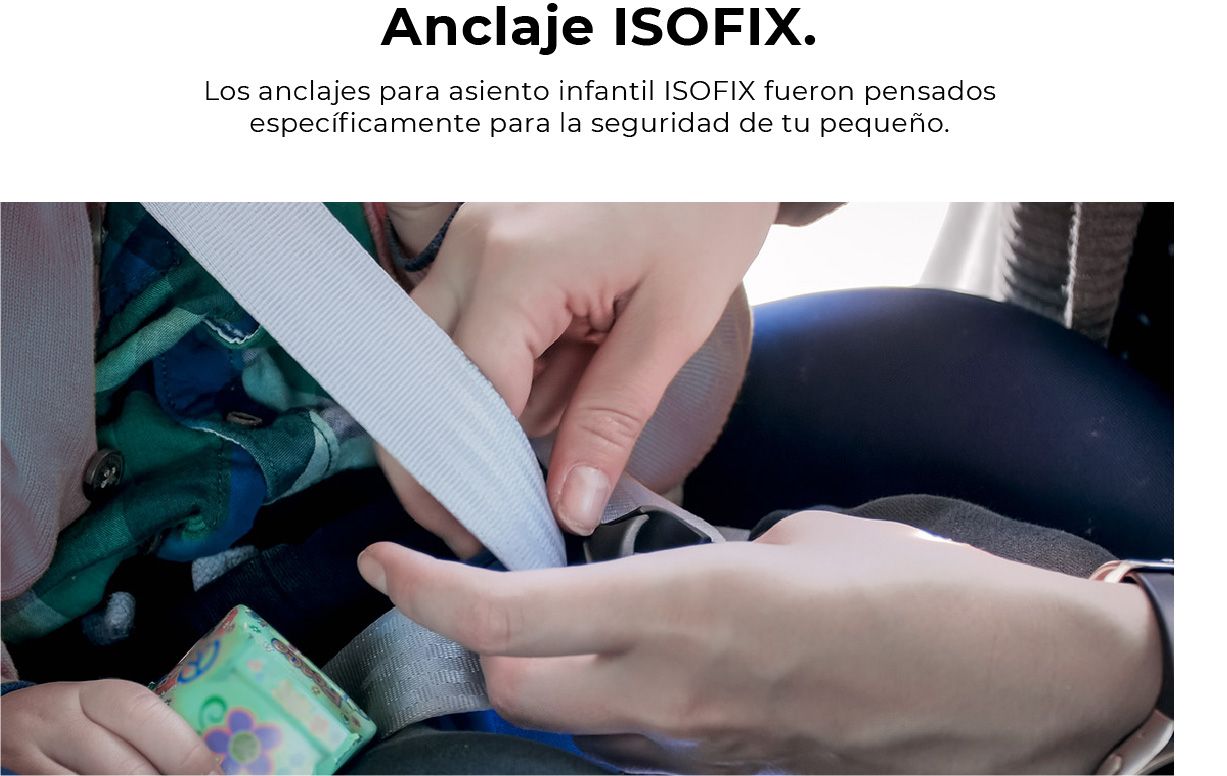 Anclaje ISOFIX.
Los anclajes para asiento infantil ISOFIX fueron pensados
específicamente para la seguridad de tu pequeño.